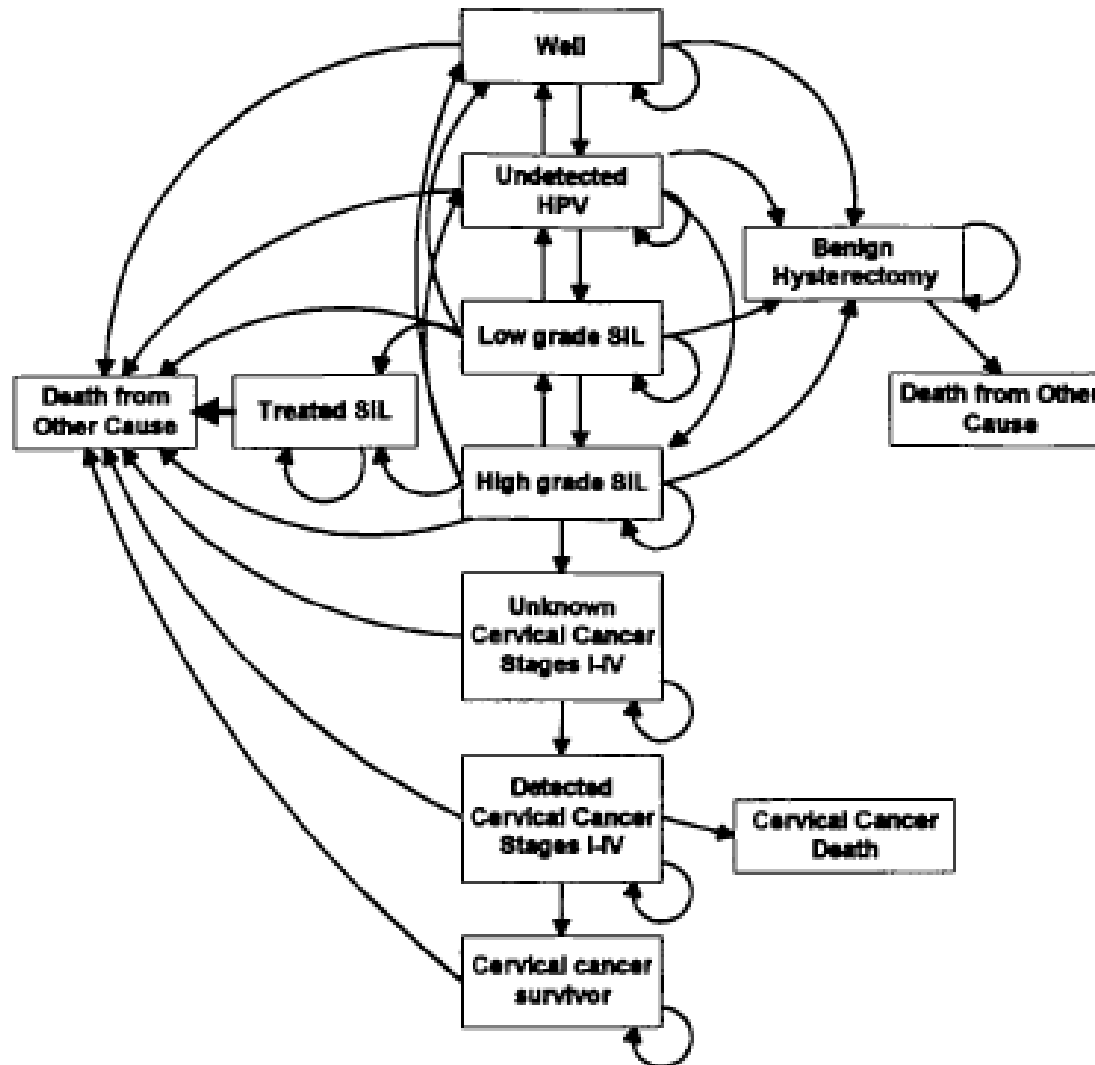 Well
Undetected
HPV
Benign
Hysterectomy
Low grade SIL
Death from
Other Cause
Treated SIL
Death from Other
Cause
High grade SIL
Unknown
Cervical Cancer
Stages I-IV
Detected
Cervical Cancer
Stages I-IV
Cervical Cancer
Death
Cervical cancer
survivor